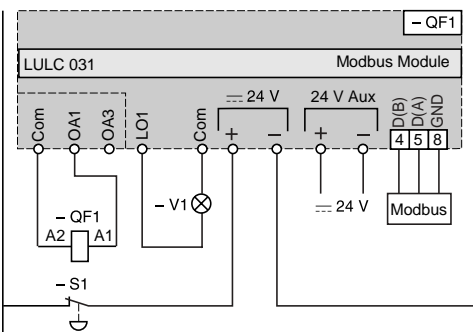 – QF1
LULC 031 Modbus Module
Com OA1 OA3 LO1 Com 24 V 24 V Aux D(B) D(A) GND
+ – + – 4 5 8
– V1 24 V Modbus
– QF1
A2 A1
– S1